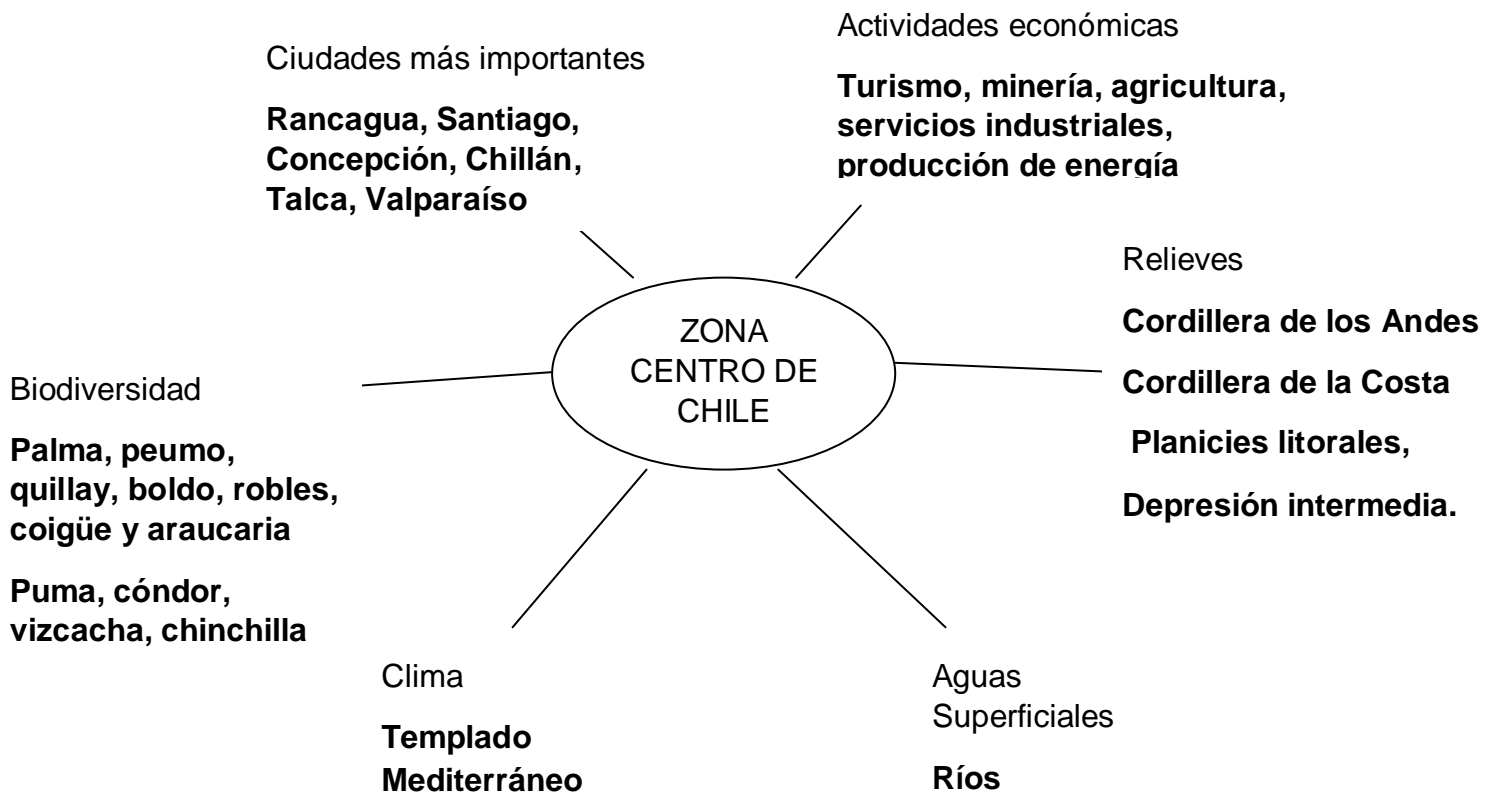 Ciudades más importantes
Rancagua, Santiago,
Concepción, Chillán,
Talca, Valparaíso
Actividades económicas
Turismo, minería, agricultura,
servicios industriales,
producción de energía
Relieves
Cordillera de los Andes
Cordillera de la Costa
Planicies litorales,
Depresión intermedia.
ZONA
CENTRO DE
CHILE
Biodiversidad
Palma, peumo,
quillay, boldo, robles,
coigüe y araucaria
Puma, cóndor,
vizcacha, chinchilla
Clima
Templado
Mediterráneo
Aguas
Superficiales
Ríos